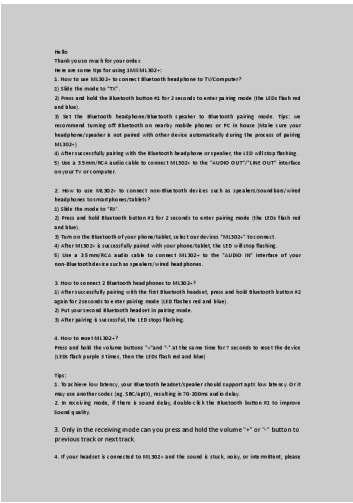 Hello
Thank you so much for your order.
Here are some tips for using 1Mii ML302+:
1. How to use ML302+ to connect Bluetooth headphone to TV/Computer?
1) Slide the mode to "TX".
2) Press and hold the Bluetooth button #1 for 2 seconds to enter pairing mode (the LEDs flash red
and blue).
3) Set the Bluetooth headphone/Bluetooth speaker to Bluetooth pairing mode. Tips: we
recommend turning off Bluetooth on nearby mobile phones or PC in house (Make sure your
headphone/speaker is not paired with other device automatically during the process of pairing
ML302+)
4) After successfully pairing with the Bluetooth headphone or speaker, the LED will stop flashing.
5) Use a 3.5mm/RCA audio cable to connect ML302+ to the "AUDIO OUT"/"LINE OUT" interface
on your TV or computer.
2. How to use ML302+ to connect non-Bluetooth devices such as speakers/soundbars/wired
headphones to smartphones/tablets?
1) Slide the mode to "RX".
2) Press and hold Bluetooth button #1 for 2 seconds to enter pairing mode (the LEDs flash red
and blue).
3) Turn on the Bluetooth of your phone/tablet, select our devices "ML302+" to connect.
4) After ML302+ is successfully paired with your phone/tablet, the LED will stop flashing.
5) Use a 3.5mm/RCA audio cable to connect ML302+ to the "AUDIO IN" interface of your
non-Bluetooth device such as speakers/wired headphones.
3. How to connect 2 Bluetooth headphones to ML302+?
1) After successfully pairing with the first Bluetooth headset, press and hold Bluetooth button #2
again for 2 seconds to enter pairing mode (LED flashes red and blue).
2) Put your second Bluetooth headset in pairing mode.
3) After pairing is successful, the LED stops flashing.
4. How to reset ML302+?
Press and hold the volume buttons "+"and "-" at the same time for 7 seconds to reset the device
(LEDs flash purple 3 times, then the LEDs flash red and blue)
Tips:
1. To achieve low latency, your Bluetooth headset/speaker should support aptX low latency. Or it
may use another codec (eg. SBC/aptX), resulting in 70-200ms audio delay.
2. In receiving mode, if there is sound delay, double-click the Bluetooth button #1 to improve
Sound quality.
3. Only in the receiving mode can you press and hold the volume "+" or "-" button to
previous track or next track.
4. If your headset is connected to ML302+ and the sound is stuck, noisy, or intermittent, please